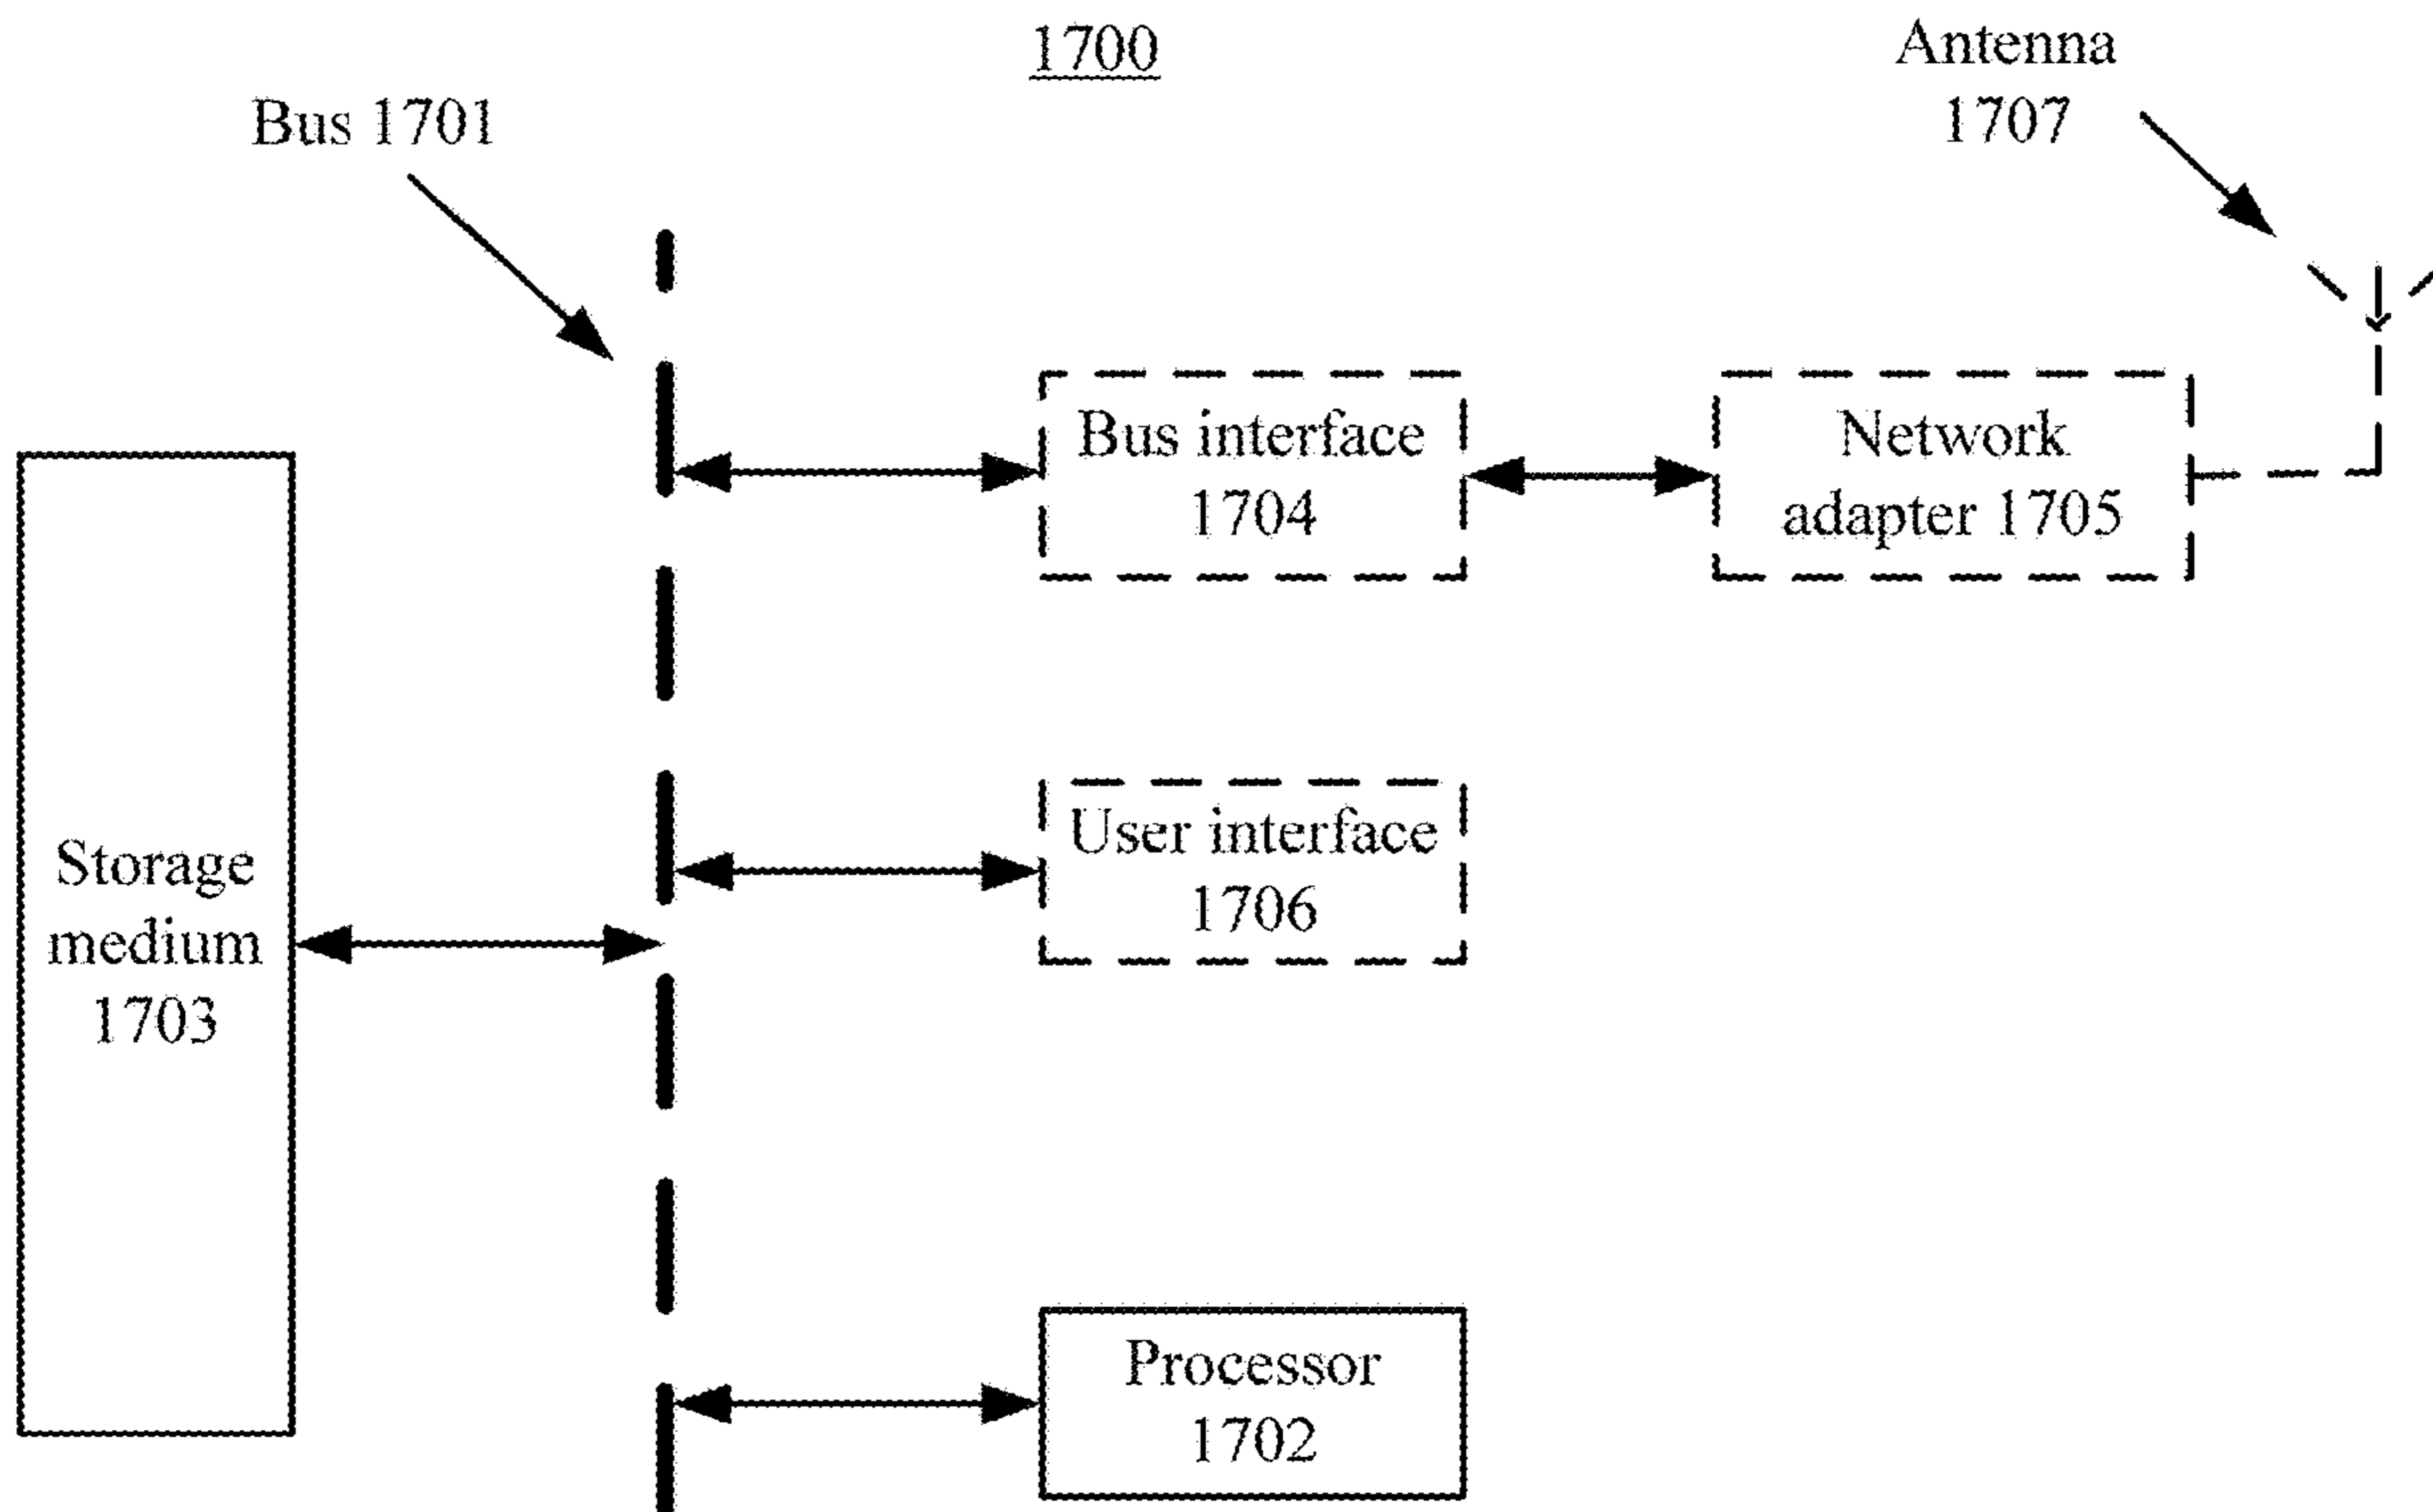 1700
Antenna
1707
Bus 1701
Bus interface
1704
Network
adapter 1705
User interface
1706
Storage
medium
1703
Processor
1702